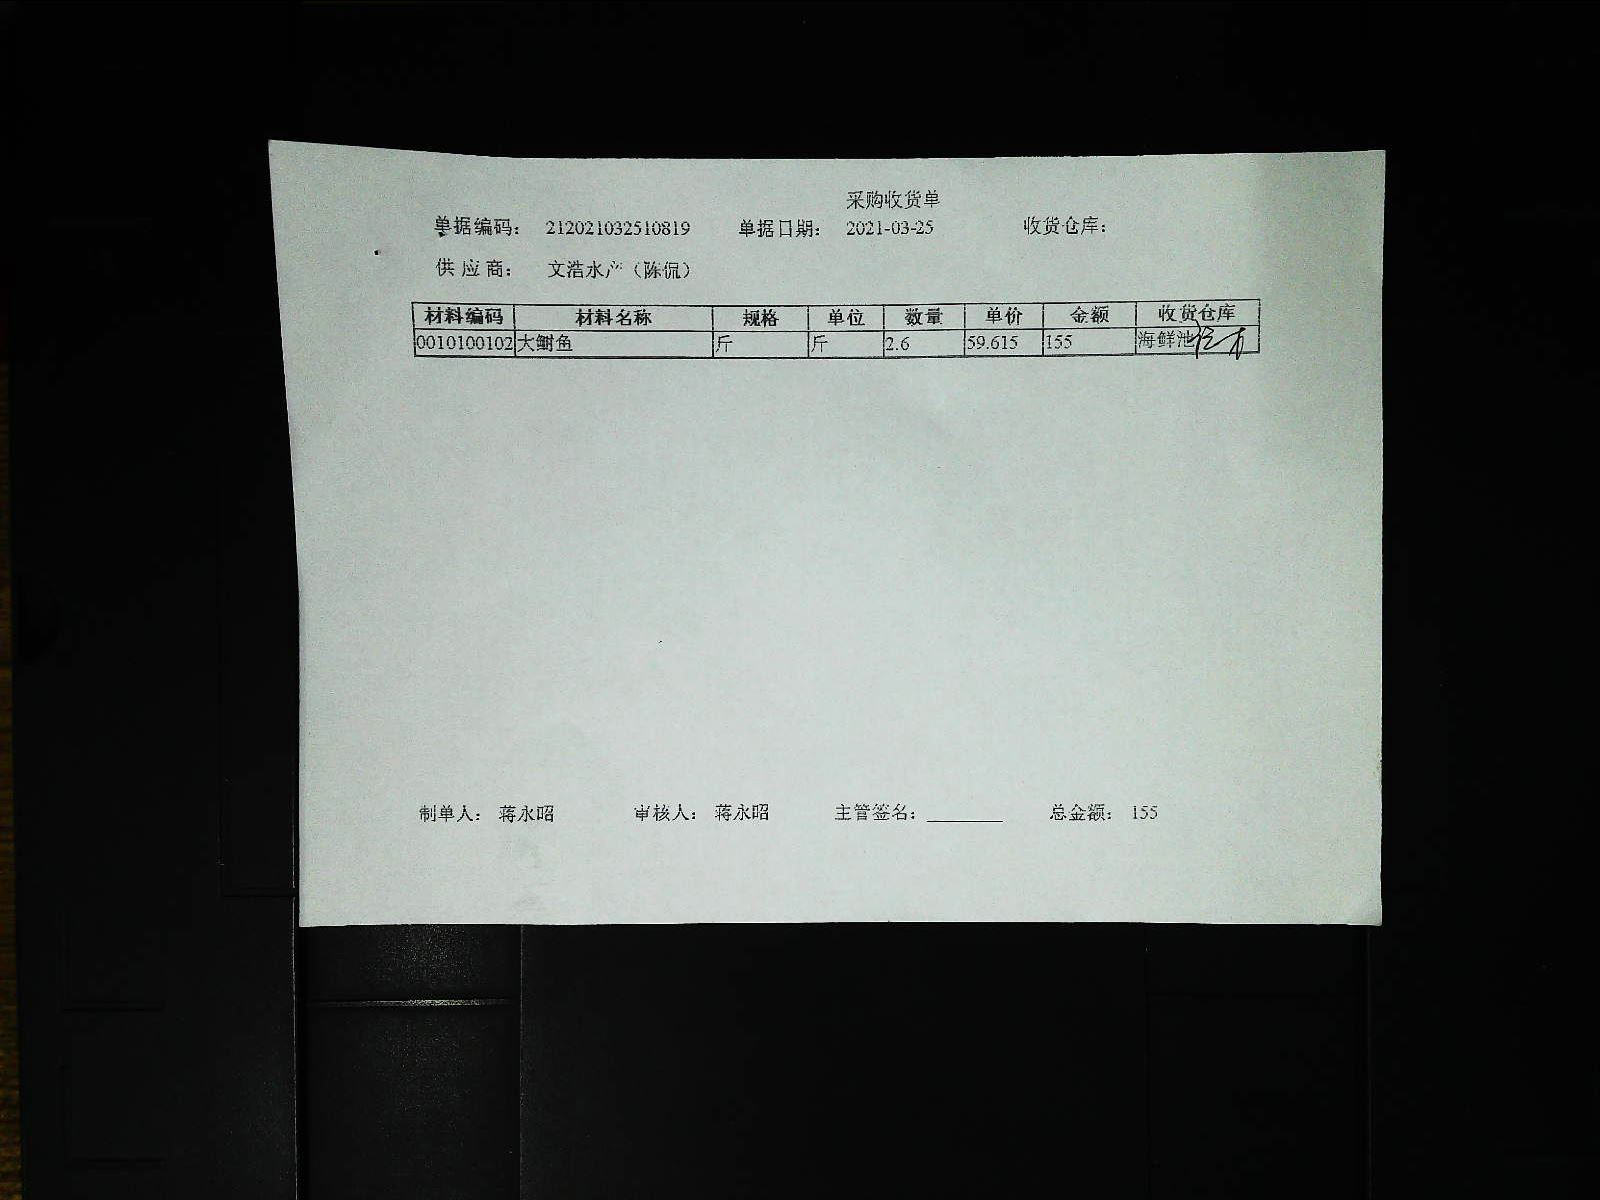 采购收货单
单据编码： 212021032510819 单据日期： 2021-03-25 收货仓库：
供 应 商： 文浩水产（陈侃）
材料编码 材料名称 规格 单位 数量 单价 金额 收货仓库
0010100102 大鲥鱼 斤 斤 2.6 59.615 155 海鲜池
制单人： 蒋永昭 审核人： 蒋永昭 主管签名： 总金额： 155